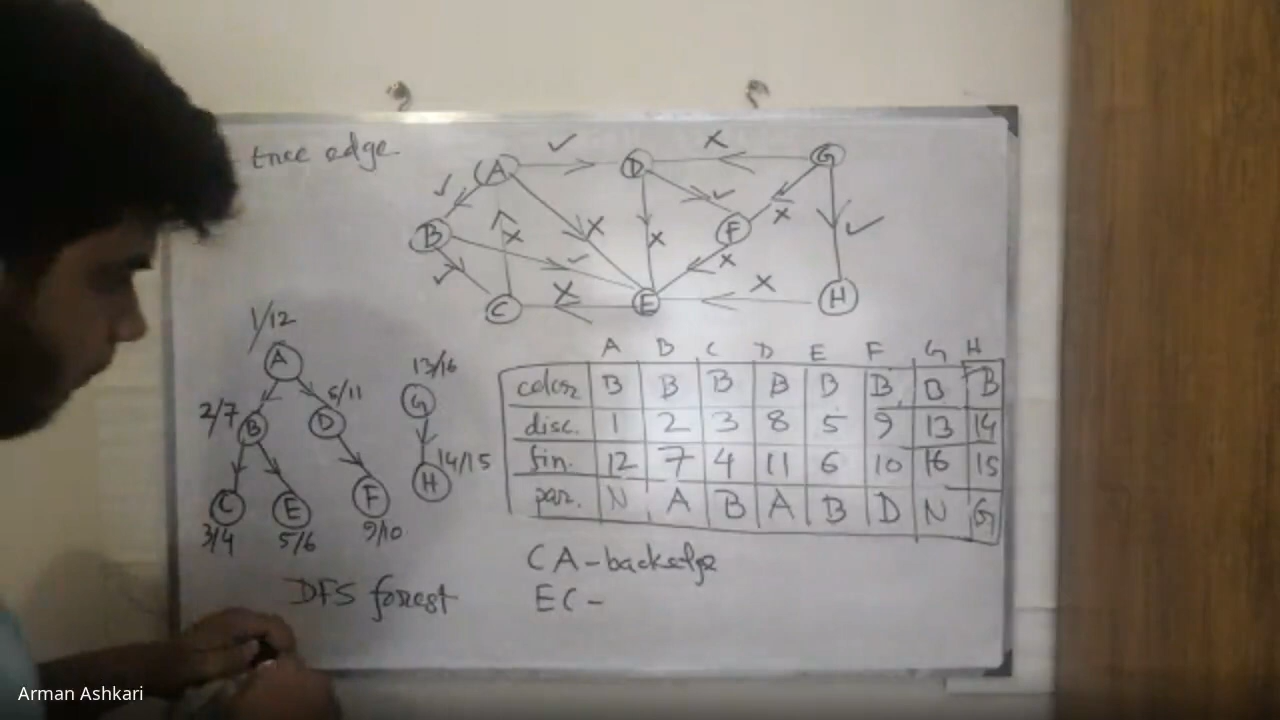 tree edge
✓ x
A D G
✓ ✓ x x ✓
B x x F
✓ ✓ x x
C x E H
1/12
A B C D E F G H
A 13/16
color B B B B B B B B
2/7 B D 8/11 G
disc. 1 2 3 8 5 9 13 14
fin. 12 7 4 11 6 10 16 15
H 14/15
par. N A B A B D N G
C E F
3/4 5/6 9/10
CA-backedge
DFS forest
EC-
Arman Ashkari